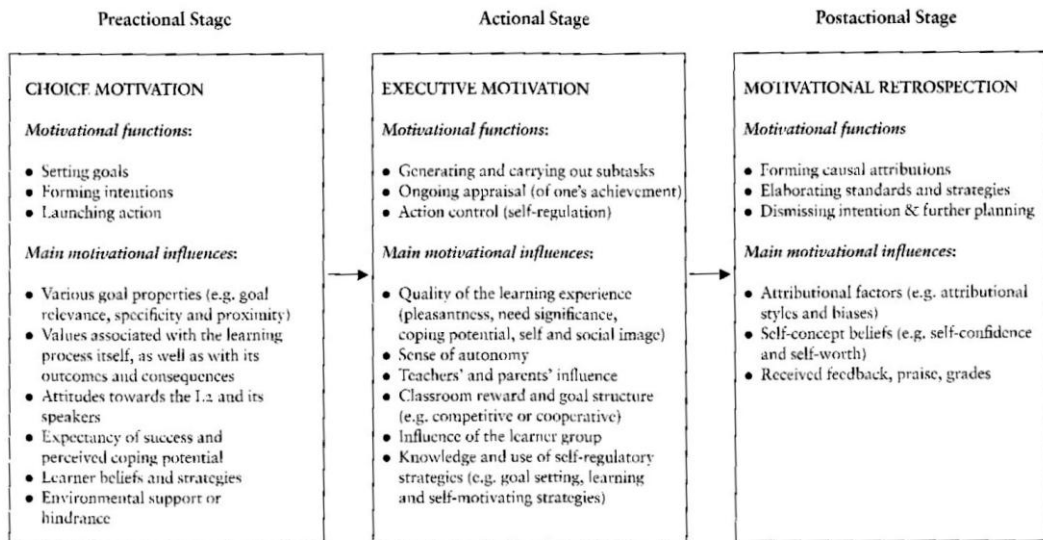 Preactional Stage
Actional Stage
Postactional Stage
CHOICE MOTIVATION
Motivational functions:
● Setting goals
● Forming intentions
● Launching action
Main motivational influences:
● Various goal properties (e.g. goal
relevance, specificity and proximity)
● Values associated with the learning
process itself, as well as with its
outcomes and consequences
● Attitudes towards the L2 and its
speakers
● Expectancy of success and
perceived coping potential
● Learner beliefs and strategies
● Environmental support or
hindrance
EXECUTIVE MOTIVATION
Motivational functions:
● Generating and carrying out subtasks
● Ongoing appraisal (of one's achievement)
● Action control (self-regulation)
Main motivational influences:
● Quality of the learning experience
(pleasantness, need significance,
coping potential, self and social image)
● Sense of autonomy
● Teachers' and parents' influence
● Classroom reward and goal structure
(e.g. competitive or cooperative)
● Influence of the learner group
● Knowledge and use of self-regulatory
strategies (e.g. goal setting, learning
and self-motivating strategies)
MOTIVATIONAL RETROSPECTION
Motivational functions
● Forming causal attributions
● Elaborating standards and strategies
● Dismissing intention & further planning
Main motivational influences:
● Attributional factors (e.g. attributional
styles and biases)
● Self-concept beliefs (e.g. self-confidence
and self-worth)
● Received feedback, praise, grades